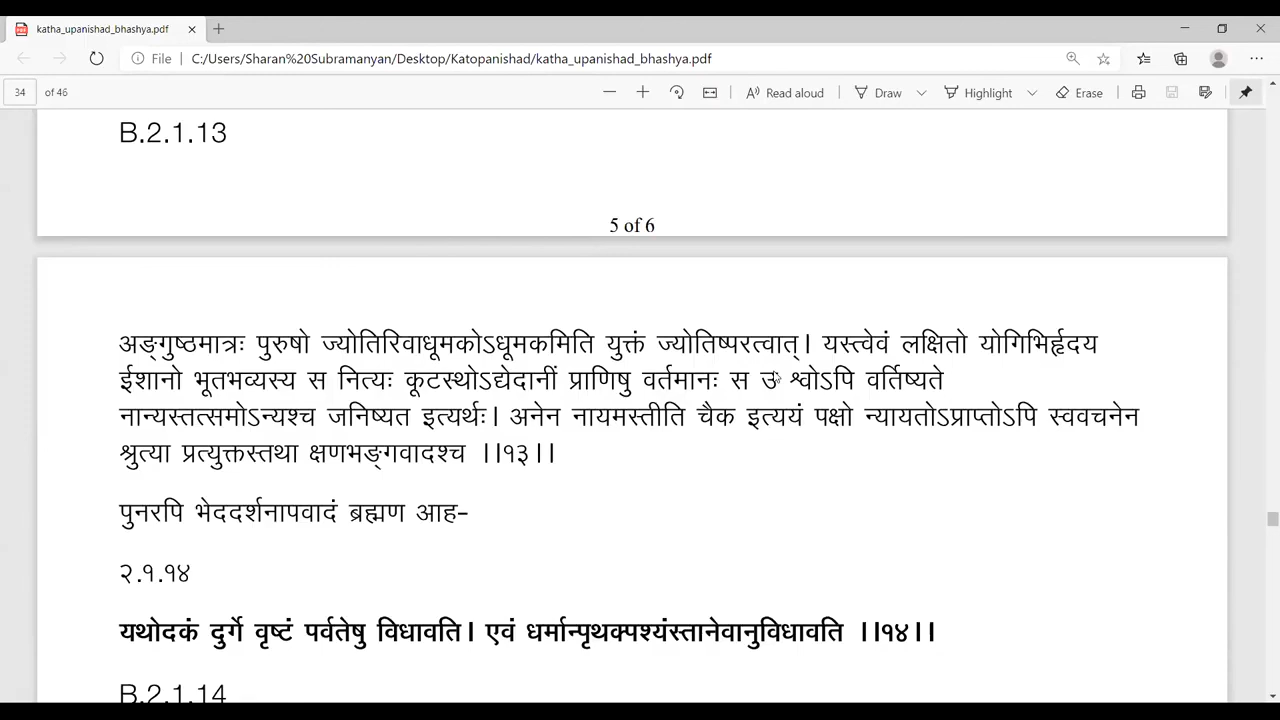 katha_upanishad_bhashya.pdf
File C:/Users/Sharan%20Subramanyan/Desktop/Katopanishad/katha_upanishad_bhashya.pdf
34 of 46 Read aloud Draw Highlight Erase
B.2.1.13
5 of 6
अङ्गुष्ठमात्रः पुरुषो ज्योतिरिवाधूमकोऽधूमकमिति युक्तं ज्योतिष्परत्वात्। यस्त्वेवं लक्षितो योगिभिर्हृदय
ईशानो भूतभव्यस्य स नित्यः कूटस्थोऽद्येदानीं प्राणिषु वर्तमानः स उ श्वोऽपि वर्तिष्यते
नान्यस्तत्समोऽन्यश्च जनिष्यत इत्यर्थः। अनेन नायमस्तीति चैक इत्ययं पक्षो न्यायतोऽप्राप्तोऽपि स्ववचनेन
श्रुत्या प्रत्युक्तस्तथा क्षणभङ्गवादश्च ।।१३।।
पुनरपि भेददर्शनापवादं ब्रह्मण आह-
२.१.१४
यथोदकं दुर्गे वृष्टं पर्वतेषु विधावति। एवं धर्मान्पृथक्पश्यंस्तानेवानुविधावति ।।१४।।
B.2.1.14